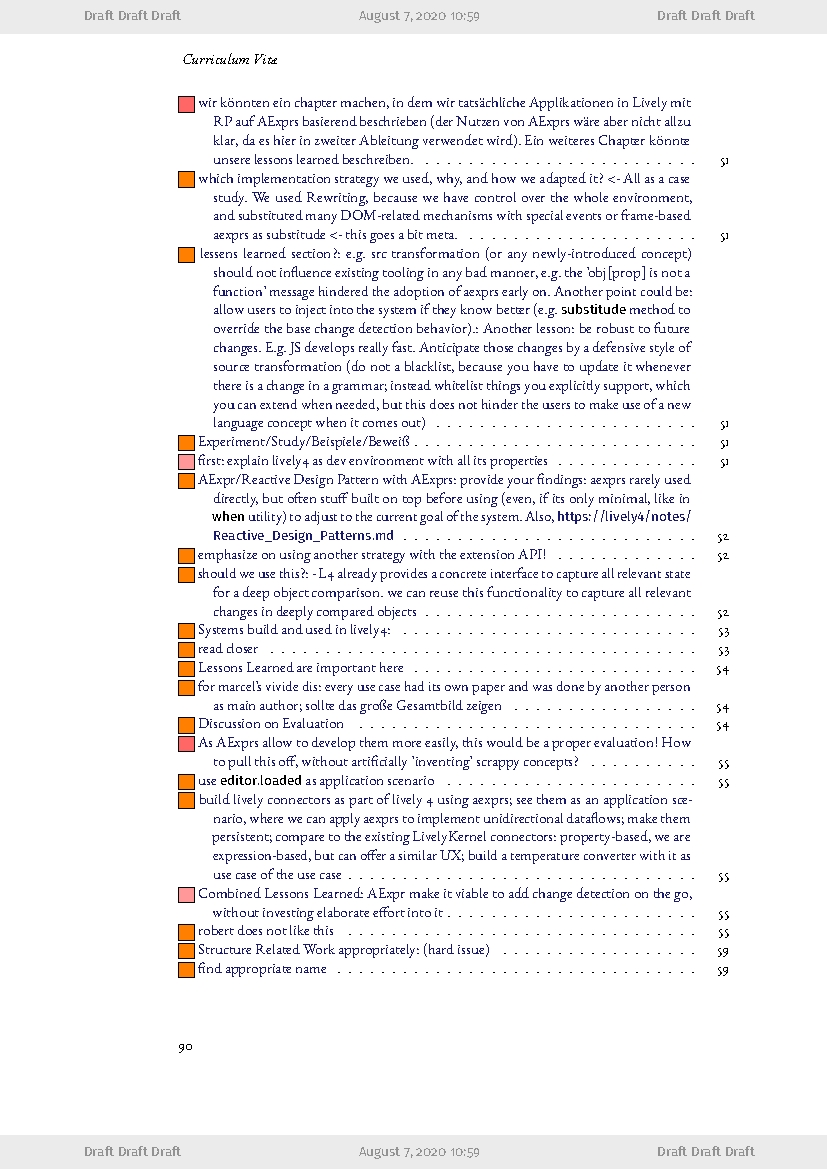 Draft Draft Draft August 7, 2020 10:59 Draft Draft Draft
Curriculum Vitæ
wir könnten ein chapter machen, in dem wir tatsächliche Applikationen in Lively mit
RP auf AExprs basierend beschrieben (der Nutzen von AExprs wäre aber nicht allzu
klar, da es hier in zweiter Ableitung verwendet wird). Ein weiteres Chapter könnte
unsere lessons learned beschreiben. . . . . . . . . . . . . . . . . . . . . . . . . . . 51
which implementation strategy we used, why, and how we adapted it? <- All as a case
study. We used Rewriting, because we have control over the whole environment,
and substituted many DOM-related mechanisms with special events or frame-based
aexprs as substitude <- this goes a bit meta. . . . . . . . . . . . . . . . . . . . . . 51
lessens learned section?: e.g. src transformation (or any newly-introduced concept)
should not influence existing tooling in any bad manner, e.g. the 'obj[prop] is not a
function' message hindered the adoption of aexprs early on. Another point could be:
allow users to inject into the system if they know better (e.g. substitude method to
override the base change detection behavior).: Another lesson: be robust to future
changes. E.g. JS develops really fast. Anticipate those changes by a defensive style of
source transformation (do not a blacklist, because you have to update it whenever
there is a change in a grammar; instead whitelist things you explicitly support, which
you can extend when needed, but this does not hinder the users to make use of a new
language concept when it comes out) . . . . . . . . . . . . . . . . . . . . . . . . . 51
Experiment/Study/Beispiele/Beweiß . . . . . . . . . . . . . . . . . . . . . . . . . . . 51
first: explain lively4 as dev environment with all its properties . . . . . . . . . . . . . 51
AExpr/Reactive Design Pattern with AExprs: provide your findings: aexprs rarely used
directly, but often stuff built on top before using (even, if its only minimal, like in
when utility) to adjust to the current goal of the system. Also, https://lively4/notes/
Reactive_Design_Patterns.md . . . . . . . . . . . . . . . . . . . . . . . . . . . . 52
emphasize on using another strategy with the extension API! . . . . . . . . . . . . . 52
should we use this?: - L4 already provides a concrete interface to capture all relevant state
for a deep object comparison. we can reuse this functionality to capture all relevant
changes in deeply compared objects . . . . . . . . . . . . . . . . . . . . . . . . . . 52
Systems build and used in lively4: . . . . . . . . . . . . . . . . . . . . . . . . . . . . 53
read closer . . . . . . . . . . . . . . . . . . . . . . . . . . . . . . . . . . . . . . . . 53
Lessons Learned are important here . . . . . . . . . . . . . . . . . . . . . . . . . . . 54
for marcel's vivide dis: every use case had its own paper and was done by another person
as main author; sollte das große Gesamtbild zeigen . . . . . . . . . . . . . . . . . . 54
Discussion on Evaluation . . . . . . . . . . . . . . . . . . . . . . . . . . . . . . . . 54
As AExprs allow to develop them more easily, this would be a proper evaluation! How
to pull this off, without artificially 'inventing' scrappy concepts? . . . . . . . . . . 55
use editor.loaded as application scenario . . . . . . . . . . . . . . . . . . . . . . . . 55
build lively connectors as part of lively 4 using aexprs; see them as an application sce-
nario, where we can apply aexprs to implement unidirectional dataflows; make them
persistent; compare to the existing LivelyKernel connectors: property-based, we are
expression-based, but can offer a similar UX; build a temperature converter with it as
use case of the use case . . . . . . . . . . . . . . . . . . . . . . . . . . . . . . . . . 55
Combined Lessons Learned: AExpr make it viable to add change detection on the go,
without investing elaborate effort into it . . . . . . . . . . . . . . . . . . . . . . . . 55
robert does not like this . . . . . . . . . . . . . . . . . . . . . . . . . . . . . . . . . 55
Structure Related Work appropriately: (hard issue) . . . . . . . . . . . . . . . . . . . 59
find appropriate name . . . . . . . . . . . . . . . . . . . . . . . . . . . . . . . . . . 59
90
Draft Draft Draft August 7, 2020 10:59 Draft Draft Draft